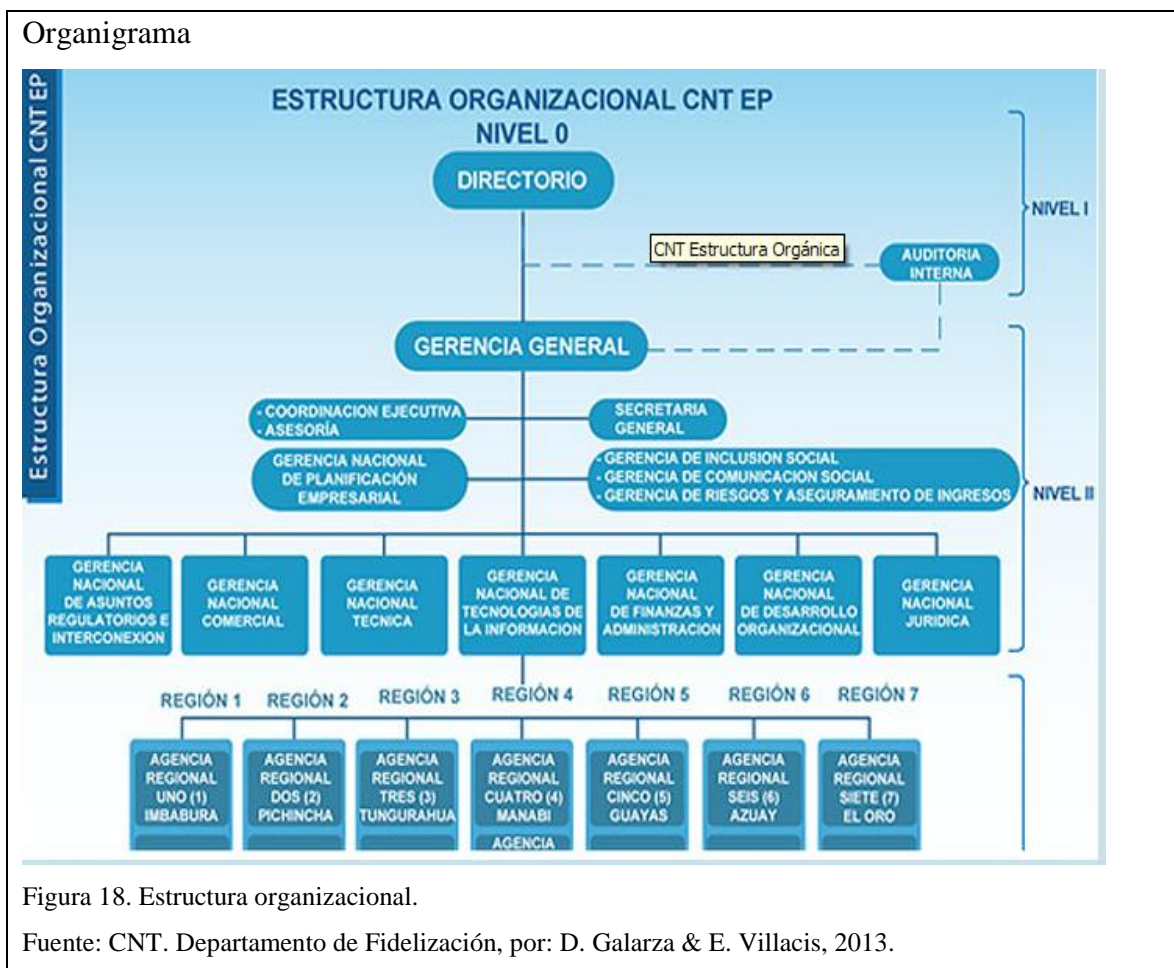 Organigrama
Estructura Organizacional CNT EP
ESTRUCTURA ORGANIZACIONAL CNT EP
NIVEL 0
DIRECTORIO
NIVEL I
CNT Estructura Orgánica
AUDITORIA
INTERNA
GERENCIA GENERAL
- COORDINACION EJECUTIVA
- ASESORÍA
SECRETARIA
GENERAL
GERENCIA NACIONAL
DE PLANIFICACIÓN
EMPRESARIAL
- GERENCIA DE INCLUSION SOCIAL
- GERENCIA DE COMUNICACION SOCIAL
- GERENCIA DE RIESGOS Y ASEGURAMIENTO DE INGRESOS
NIVEL II
GERENCIA
NACIONAL
DE ASUNTOS
REGULATORIOS E
INTERCONEXION
GERENCIA
NACIONAL
COMERCIAL
GERENCIA
NACIONAL
TECNICA
GERENCIA
NACIONAL DE
TECNOLOGIAS DE
LA INFORMACION
GERENCIA
NACIONAL
DE FINANZAS Y
ADMINISTRACION
GERENCIA
NACIONAL
DE DESARROLLO
ORGANIZACIONAL
GERENCIA
NACIONAL
JURIDICA
REGIÓN 1
REGIÓN 2
REGIÓN 3
REGIÓN 4
REGIÓN 5
REGIÓN 6
REGIÓN 7
AGENCIA
REGIONAL
UNO (1)
IMBABURA
AGENCIA
REGIONAL
DOS (2)
PICHINCHA
AGENCIA
REGIONAL
TRES (3)
TUNGURAHUA
AGENCIA
REGIONAL
CUATRO (4)
MANABI
AGENCIA
AGENCIA
REGIONAL
CINCO (5)
GUAYAS
AGENCIA
REGIONAL
SEIS (6)
AZUAY
AGENCIA
REGIONAL
SIETE (7)
EL ORO
Figura 18. Estructura organizacional.
Fuente: CNT. Departamento de Fidelización, por: D. Galarza & E. Villacis, 2013.